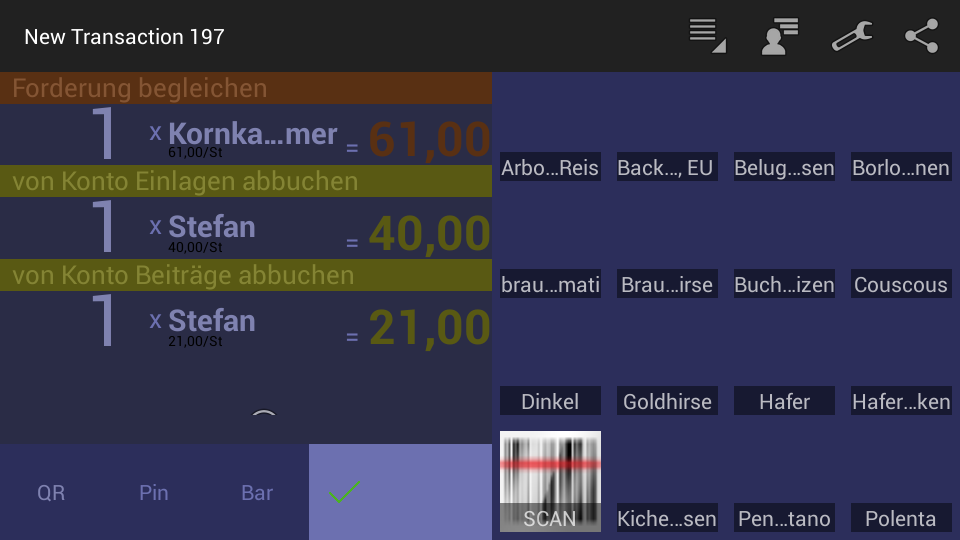 New Transaction 197
Forderung begleichen
1 x Kornka...mer = 61,00
61,00/St
von Konto Einlagen abbuchen
1 x Stefan = 40,00
40,00/St
von Konto Beiträge abbuchen
1 x Stefan = 21,00
21,00/St
QR Pin Bar
Arbo...Reis Back..., EU Belug...sen Borlo...nen
brau...mati Brau...irse Buch...izen Couscous
Dinkel Goldhirse Hafer Hafer...ken
SCAN Kiche...sen Pen...tano Polenta